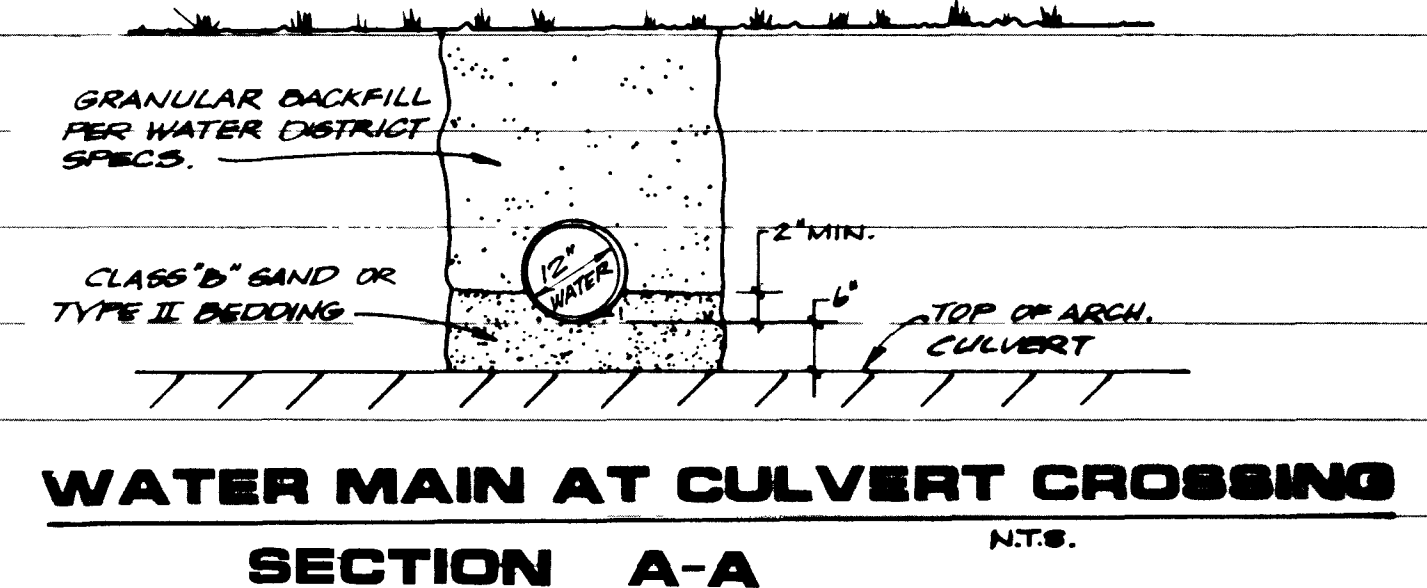 GRANULAR BACKFILL
PER WATER DISTRICT
SPECS.
2" MIN.
12"
WATER
CLASS "B" SAND OR
TYPE II BEDDING
6"
TOP OF ARCH.
CULVERT
WATER MAIN AT CULVERT CROSSING
N.T.S.
SECTION A-A